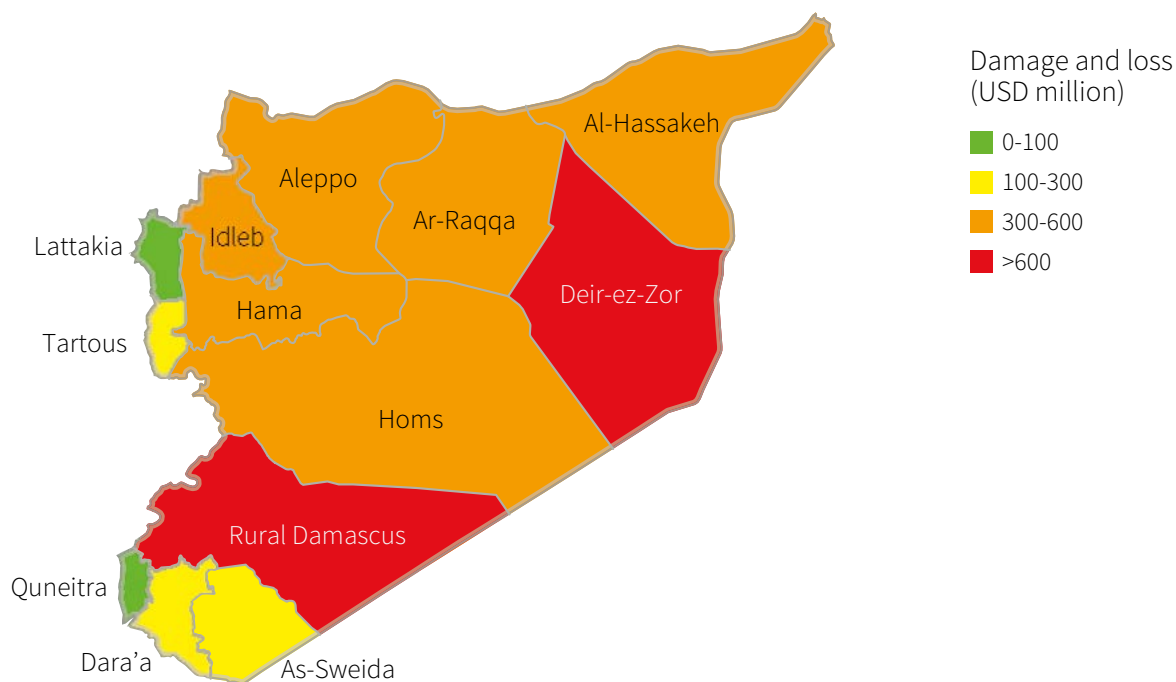 Damage and loss
(USD million)
0-100
100-300
300-600
>600
Al-Hassakeh
Aleppo
Ar-Raqqa
Idleb
Lattakia
Deir-ez-Zor
Hama
Tartous
Homs
Rural Damascus
Quneitra
Dara’a
As-Sweida